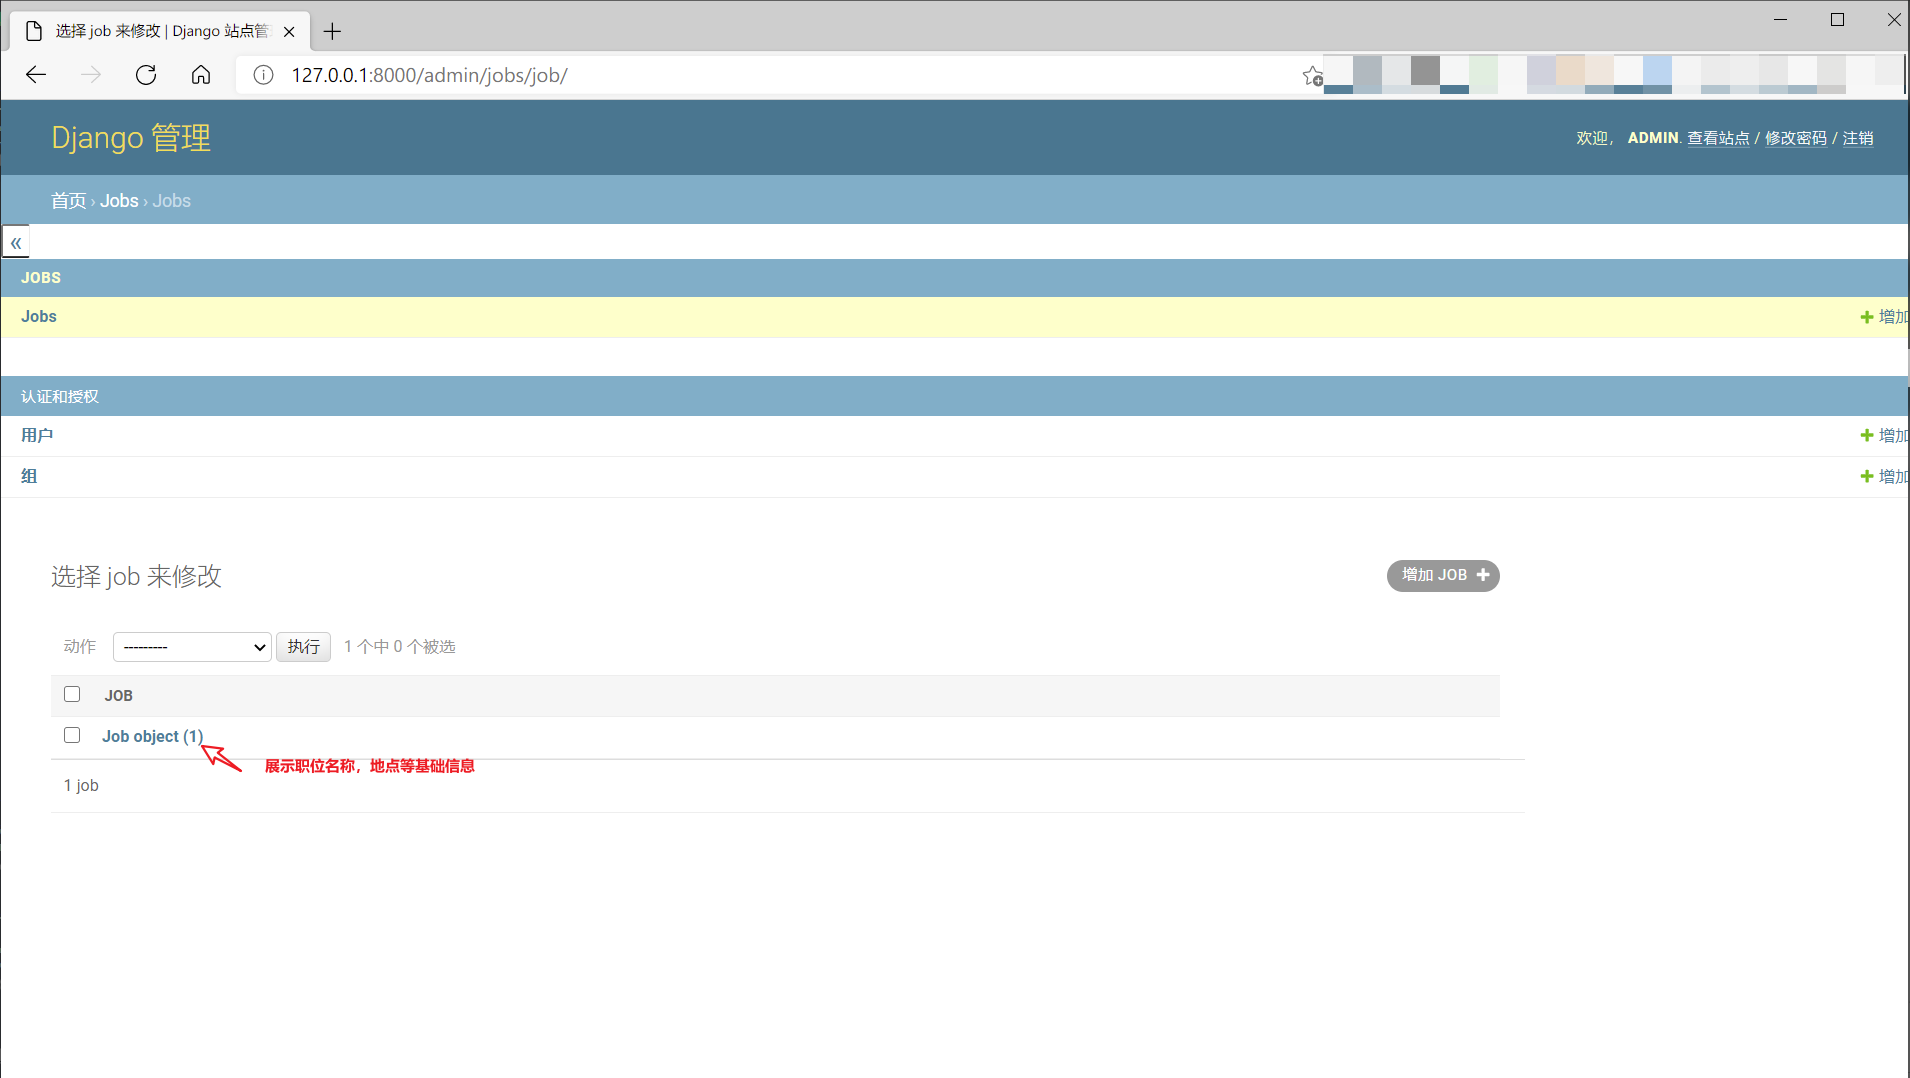 选择 job 来修改 | Django 站点管
127.0.0.1:8000/admin/jobs/job/
Django 管理
欢迎， ADMIN. 查看站点 / 修改密码 / 注销
首页 › Jobs › Jobs
«
JOBS
Jobs
增加
认证和授权
用户
增加
组
增加
选择 job 来修改
增加 JOB
动作
---------
执行
1 个中 0 个被选
JOB
Job object (1)
展示职位名称，地点等基础信息
1 job